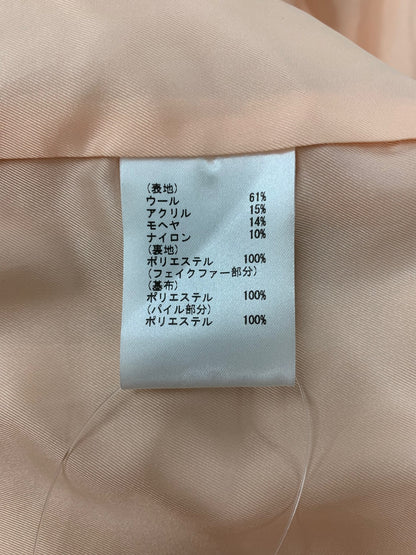 (表地)
ウール 61%
アクリル 15%
モヘヤ 14%
ナイロン 10%
(裏地)
ポリエステル 100%
(フェイクファー部分)
(基布)
ポリエステル 100%
(パイル部分)
ポリエステル 100%